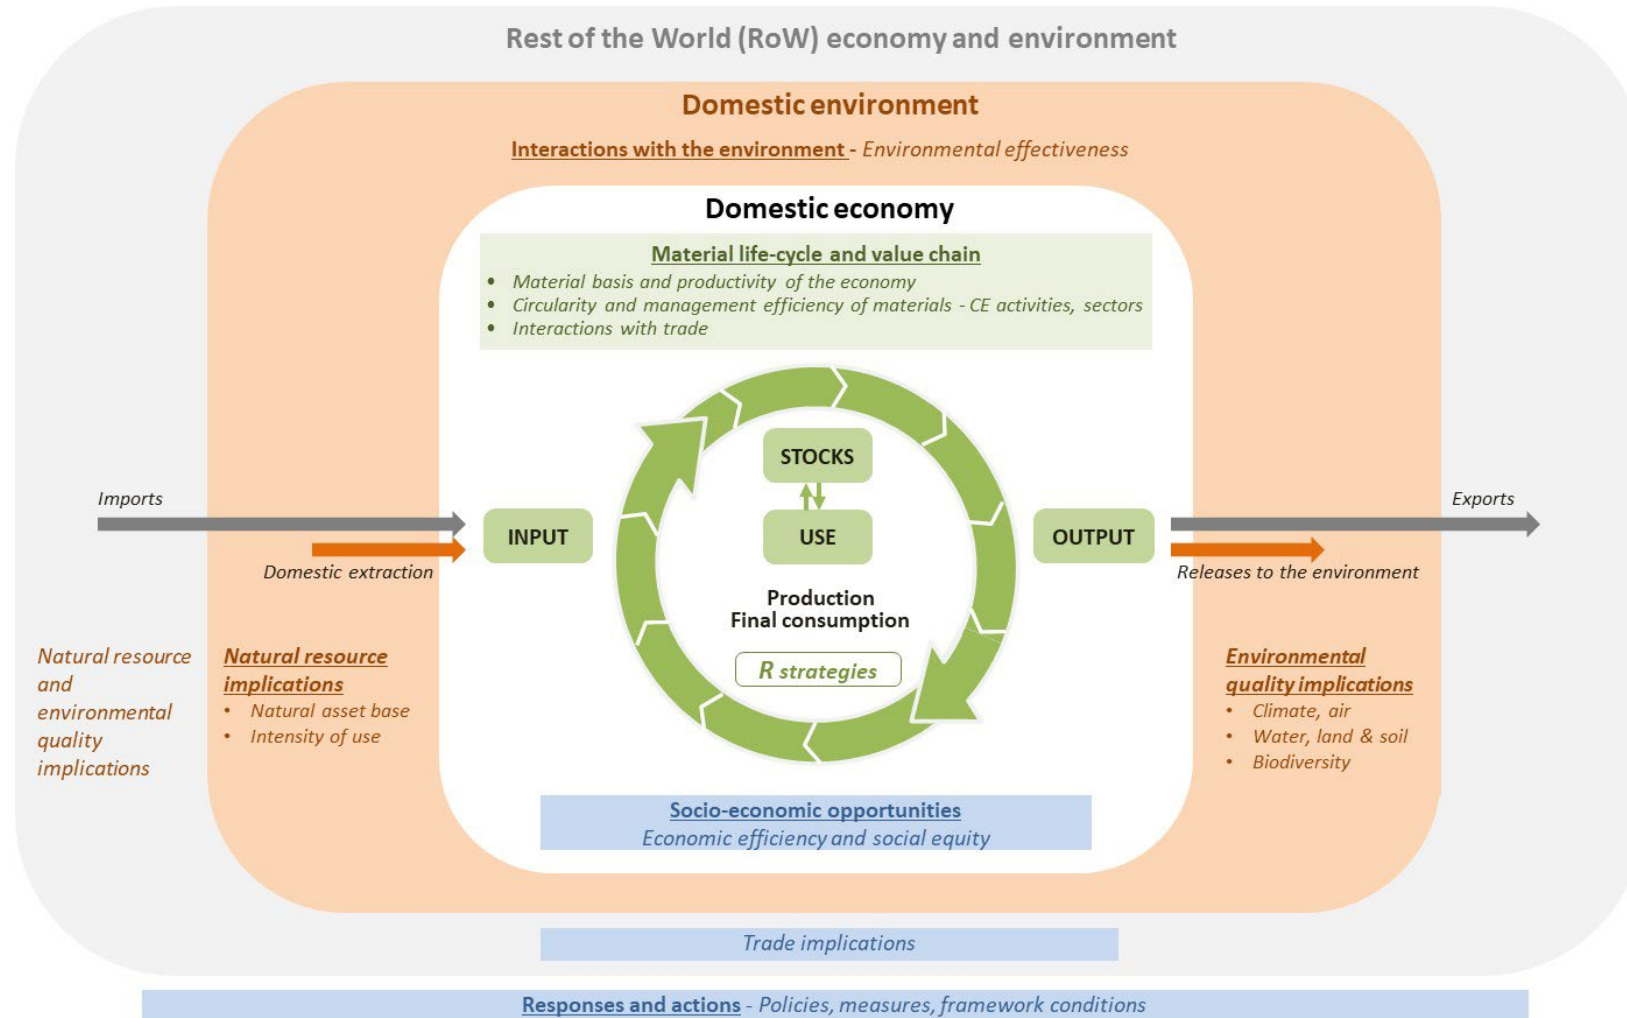 Rest of the World (RoW) economy and environment
Domestic environment
Interactions with the environment - Environmental effectiveness
Domestic economy
Material life-cycle and value chain
• Material basis and productivity of the economy
• Circularity and management efficiency of materials - CE activities, sectors
• Interactions with trade
STOCKS
Imports
Exports
INPUT
USE
OUTPUT
Domestic extraction
Releases to the environment
Production
Final consumption
R strategies
Natural resource
and
environmental
quality
implications
Natural resource
implications
• Natural asset base
• Intensity of use
Environmental
quality implications
• Climate, air
• Water, land & soil
• Biodiversity
Socio-economic opportunities
Economic efficiency and social equity
Trade implications
Responses and actions - Policies, measures, framework conditions